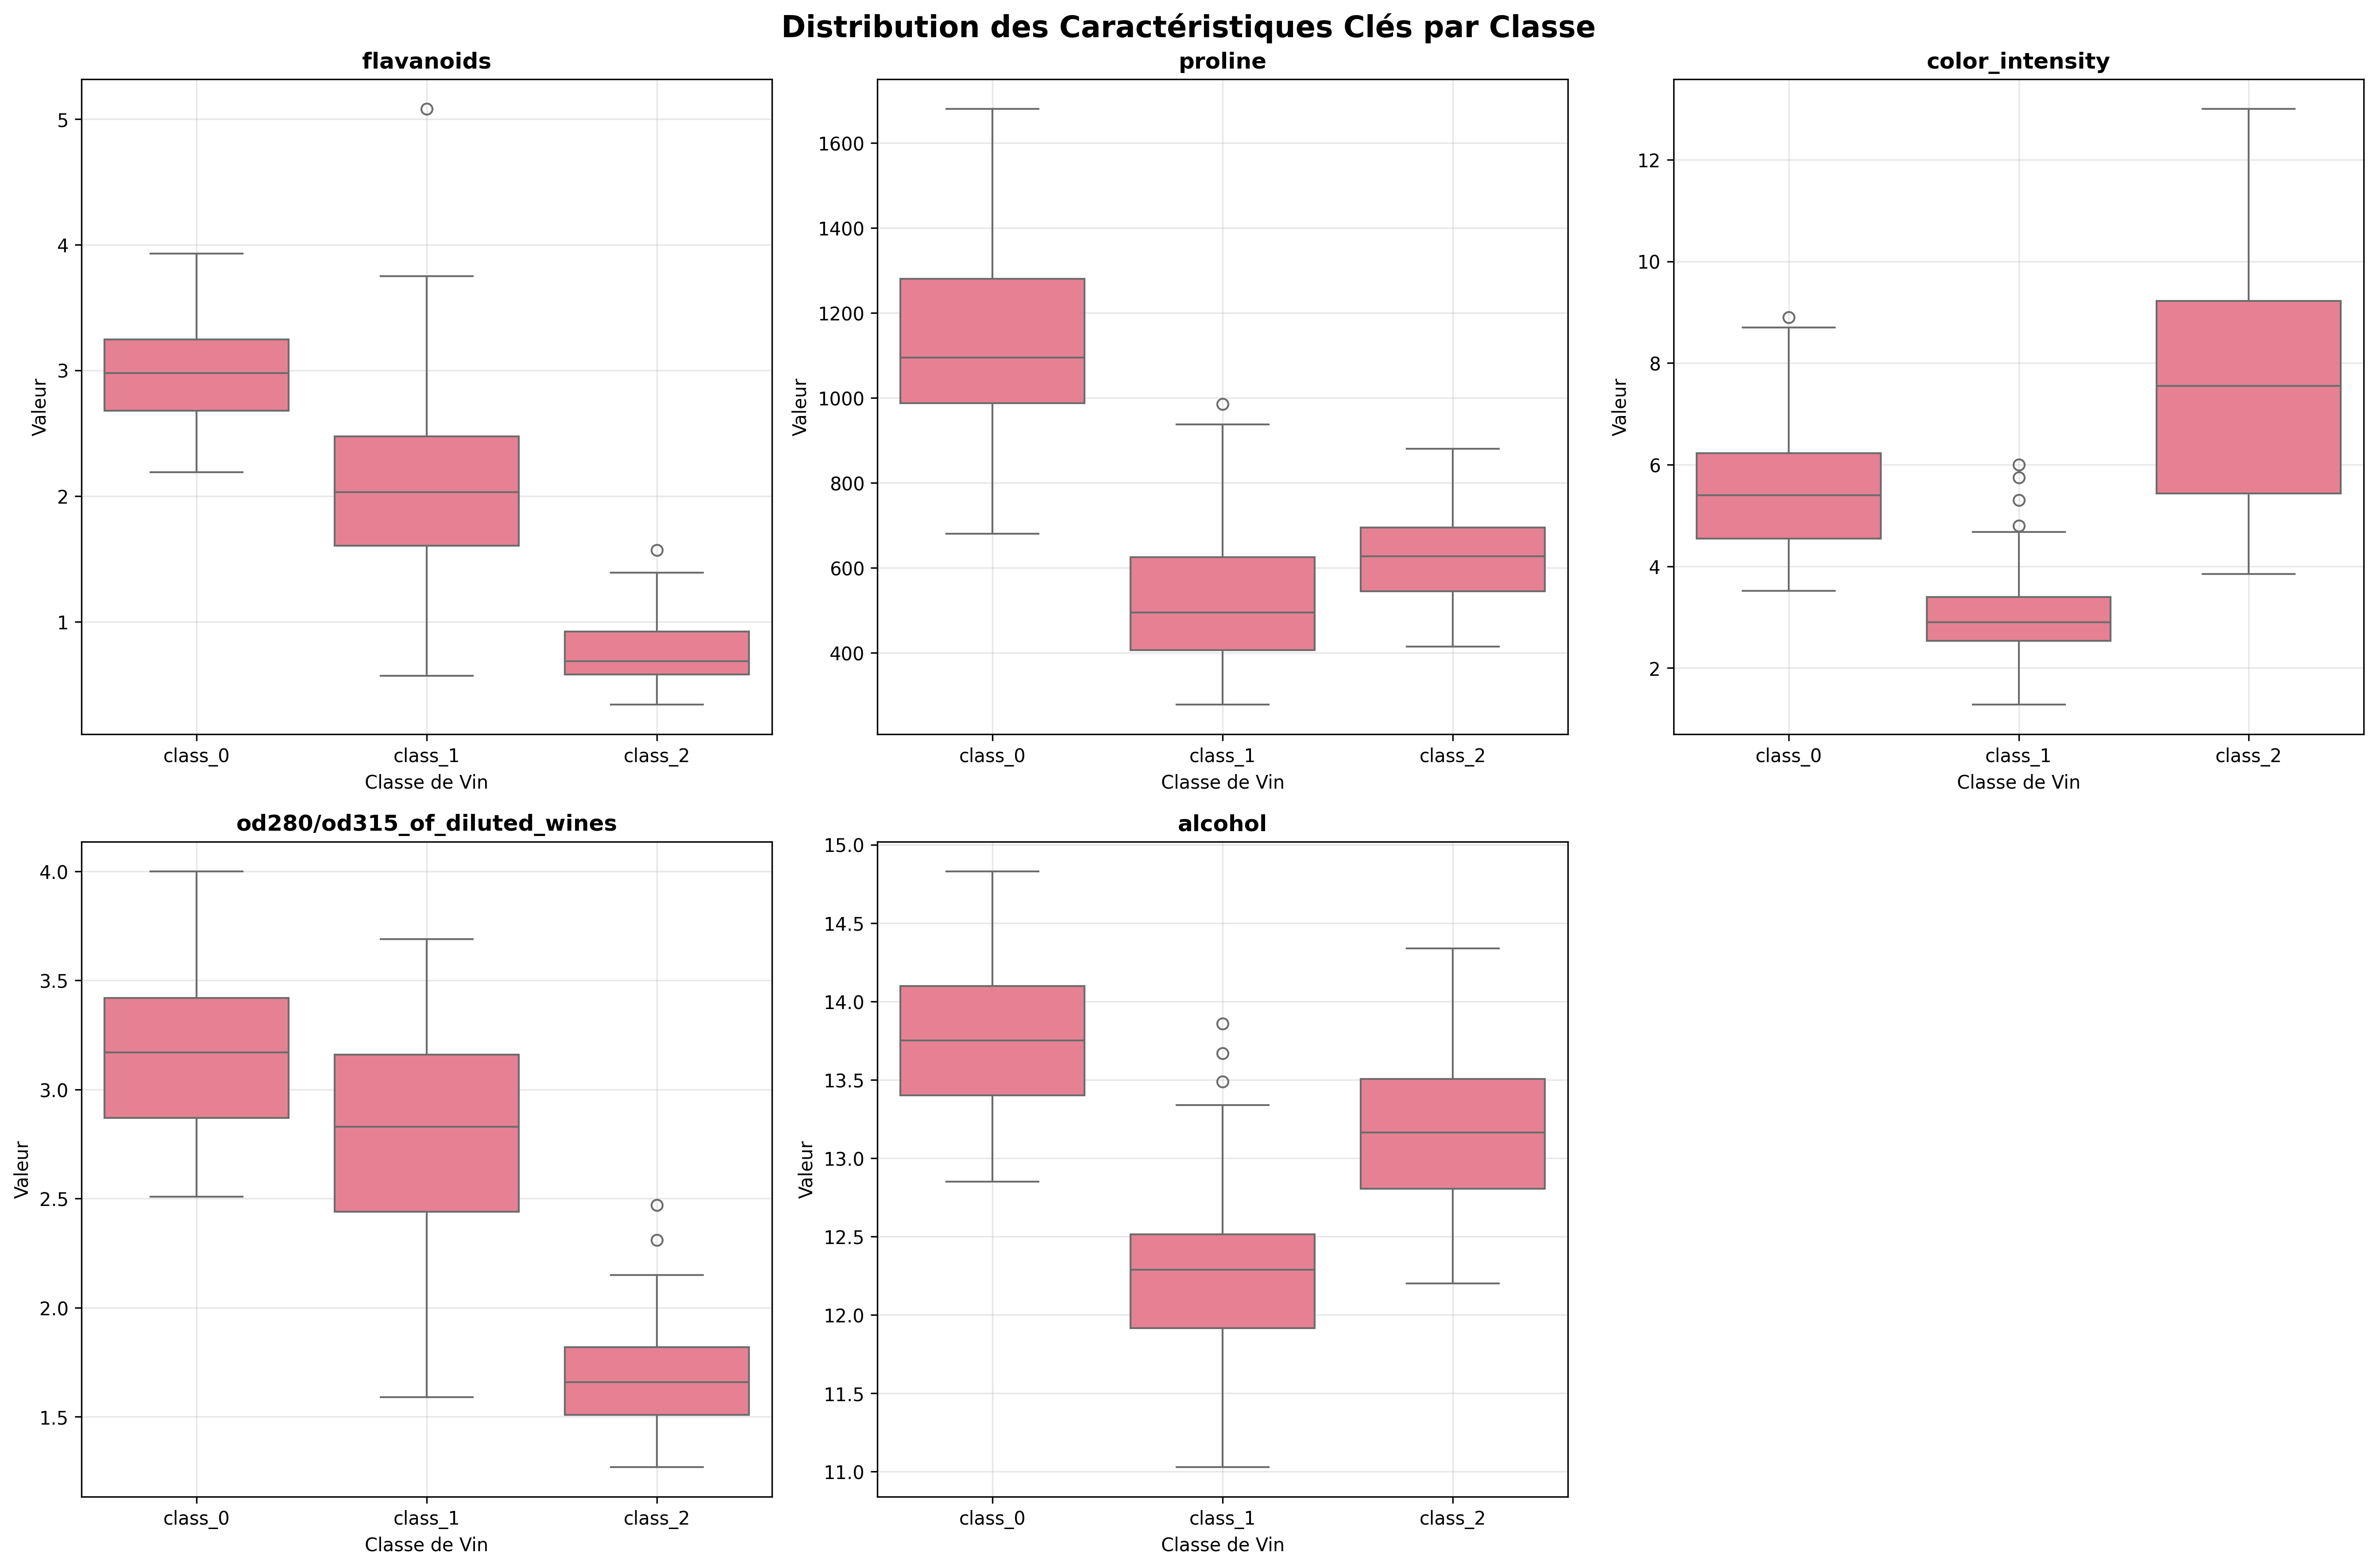 Distribution des Caractéristiques Clés par Classe
flavanoids
Valeur
5
4
3
2
1
class_0 class_1 class_2
Classe de Vin
proline
Valeur
1600
1400
1200
1000
800
600
400
class_0 class_1 class_2
Classe de Vin
color_intensity
Valeur
12
10
8
6
4
2
class_0 class_1 class_2
Classe de Vin
od280/od315_of_diluted_wines
Valeur
4.0
3.5
3.0
2.5
2.0
1.5
class_0 class_1 class_2
Classe de Vin
alcohol
Valeur
15.0
14.5
14.0
13.5
13.0
12.5
12.0
11.5
11.0
class_0 class_1 class_2
Classe de Vin